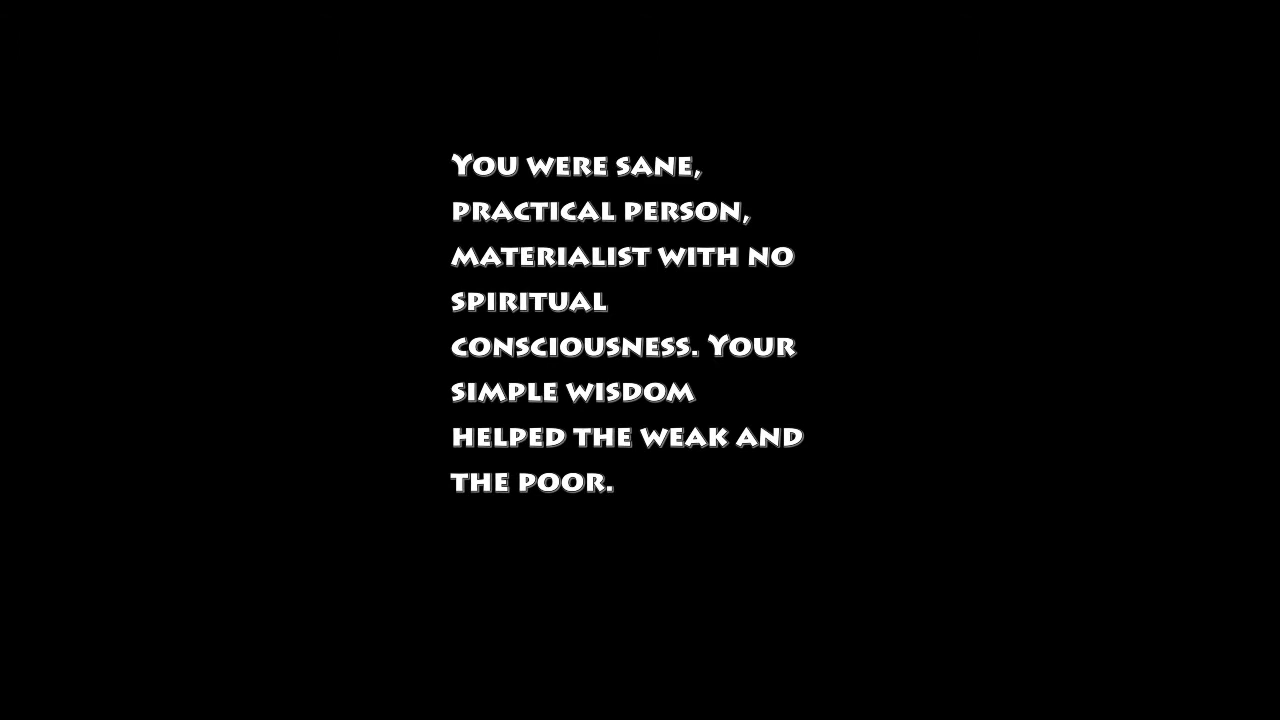 You were sane,
practical person,
materialist with no
spiritual
consciousness. Your
simple wisdom
helped the weak and
the poor.